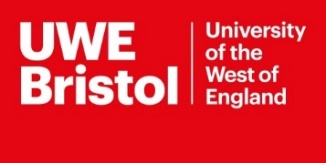 UWE
Bristol
University
of the
West of
England